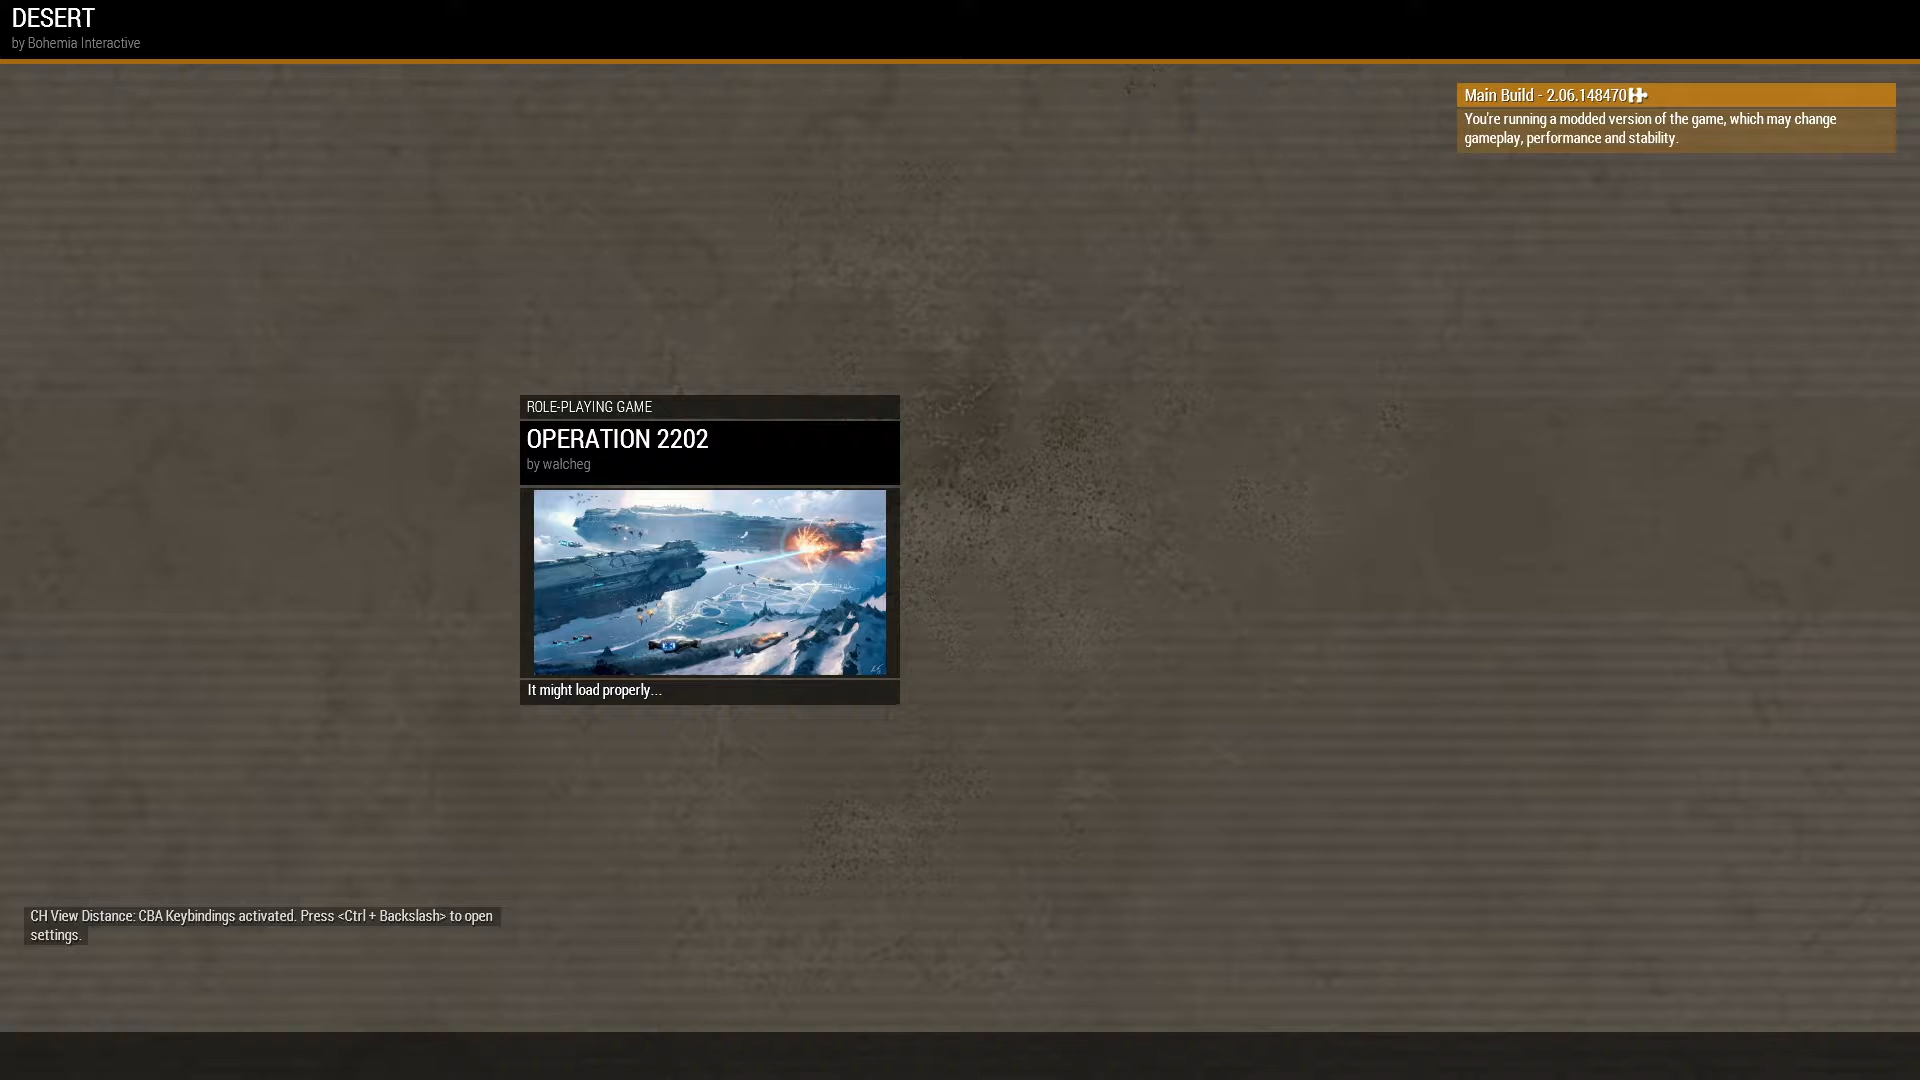 DESERT
by Bohemia Interactive
Main Build - 2.06.148470
You're running a modded version of the game, which may change
gameplay, performance and stability.
ROLE-PLAYING GAME
OPERATION 2202
by walcheg
It might load properly...
CH View Distance: CBA Keybindings activated. Press <Ctrl + Backslash> to open
settings.